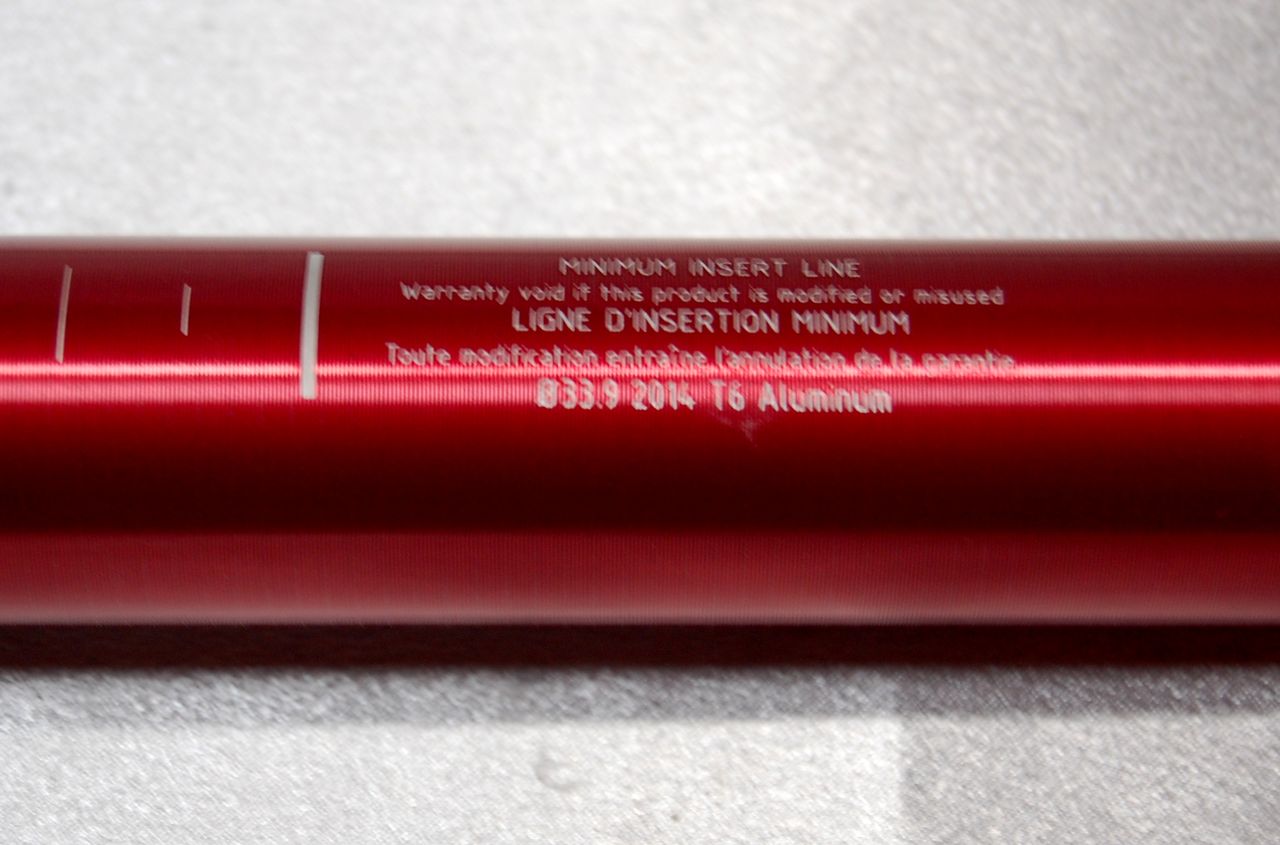 MINIMUM INSERT LINE
Warranty void if this product is modified or misused
LIGNE D'INSERTION MINIMUM
Toute modification entraîne l'annulation de la garantie
Ø33.9 2014 T6 Aluminum